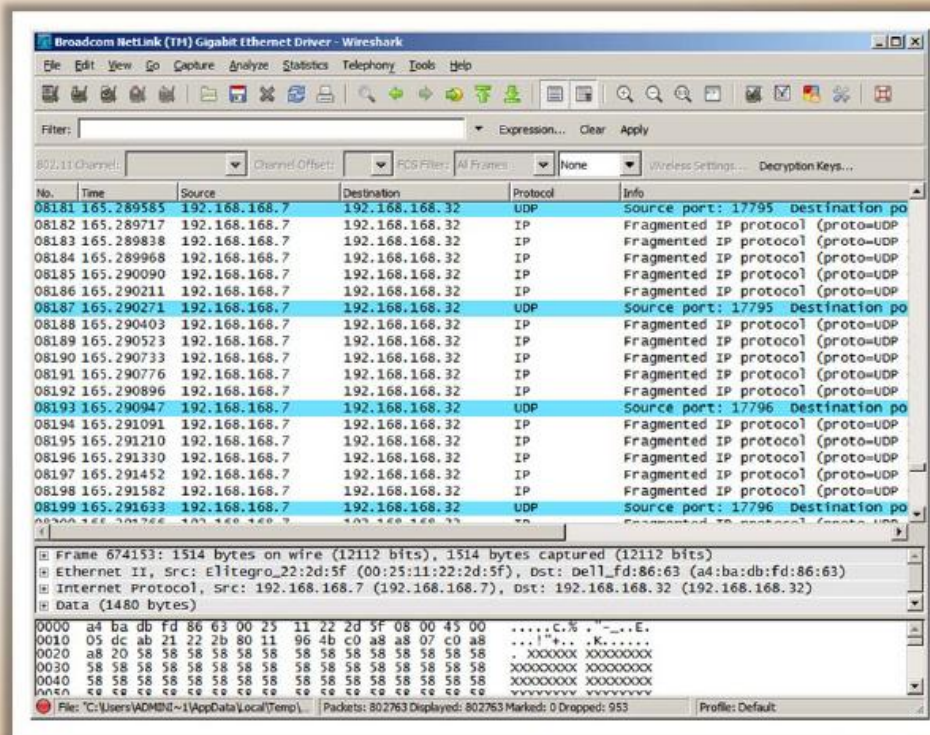 Broadcom NetLink (TM) Gigabit Ethernet Driver - Wireshark
File Edit View Go Capture Analyze Statistics Telephony Tools Help
Filter: Expression... Clear Apply
802.11 Channel: Channel Offset: FCS Filter: All Frames None Wireless Settings... Decryption Keys...
No. Time Source Destination Protocol Info
08181 165.289585 192.168.168.7 192.168.168.32 UDP Source port: 17795 Destination po
08182 165.289717 192.168.168.7 192.168.168.32 IP Fragmented IP protocol (proto=UDP
08183 165.289838 192.168.168.7 192.168.168.32 IP Fragmented IP protocol (proto=UDP
08184 165.289968 192.168.168.7 192.168.168.32 IP Fragmented IP protocol (proto=UDP
08185 165.290090 192.168.168.7 192.168.168.32 IP Fragmented IP protocol (proto=UDP
08186 165.290211 192.168.168.7 192.168.168.32 IP Fragmented IP protocol (proto=UDP
08187 165.290271 192.168.168.7 192.168.168.32 UDP Source port: 17795 Destination po
08188 165.290403 192.168.168.7 192.168.168.32 IP Fragmented IP protocol (proto=UDP
08189 165.290523 192.168.168.7 192.168.168.32 IP Fragmented IP protocol (proto=UDP
08190 165.290733 192.168.168.7 192.168.168.32 IP Fragmented IP protocol (proto=UDP
08191 165.290776 192.168.168.7 192.168.168.32 IP Fragmented IP protocol (proto=UDP
08192 165.290896 192.168.168.7 192.168.168.32 IP Fragmented IP protocol (proto=UDP
08193 165.290947 192.168.168.7 192.168.168.32 UDP Source port: 17796 Destination po
08194 165.291091 192.168.168.7 192.168.168.32 IP Fragmented IP protocol (proto=UDP
08195 165.291210 192.168.168.7 192.168.168.32 IP Fragmented IP protocol (proto=UDP
08196 165.291330 192.168.168.7 192.168.168.32 IP Fragmented IP protocol (proto=UDP
08197 165.291452 192.168.168.7 192.168.168.32 IP Fragmented IP protocol (proto=UDP
08198 165.291582 192.168.168.7 192.168.168.32 IP Fragmented IP protocol (proto=UDP
08199 165.291633 192.168.168.7 192.168.168.32 UDP Source port: 17796 Destination po
Frame 674153: 1514 bytes on wire (12112 bits), 1514 bytes captured (12112 bits)
Ethernet II, Src: Elitegro_22:2d:5f (00:25:11:22:2d:5f), Dst: Dell_fd:86:63 (a4:ba:db:fd:86:63)
Internet Protocol, Src: 192.168.168.7 (192.168.168.7), Dst: 192.168.168.32 (192.168.168.32)
Data (1480 bytes)
0000 a4 ba db fd 86 63 00 25 11 22 2d 5f 08 00 45 00 .....c.% ."-_..E.
0010 05 dc ab 21 22 2b 80 11 96 4b c0 a8 a8 07 c0 a8 ...!"+.. .K......
0020 a8 20 58 58 58 58 58 58 58 58 58 58 58 58 58 58 . XXXXXX XXXXXXXX
0030 58 58 58 58 58 58 58 58 58 58 58 58 58 58 58 58 XXXXXXXX XXXXXXXX
0040 58 58 58 58 58 58 58 58 58 58 58 58 58 58 58 58 XXXXXXXX XXXXXXXX
File: "C:\Users\ADMINI~1\AppData\Local\Temp\... Packets: 802763 Displayed: 802763 Marked: 0 Dropped: 953 Profile: Default